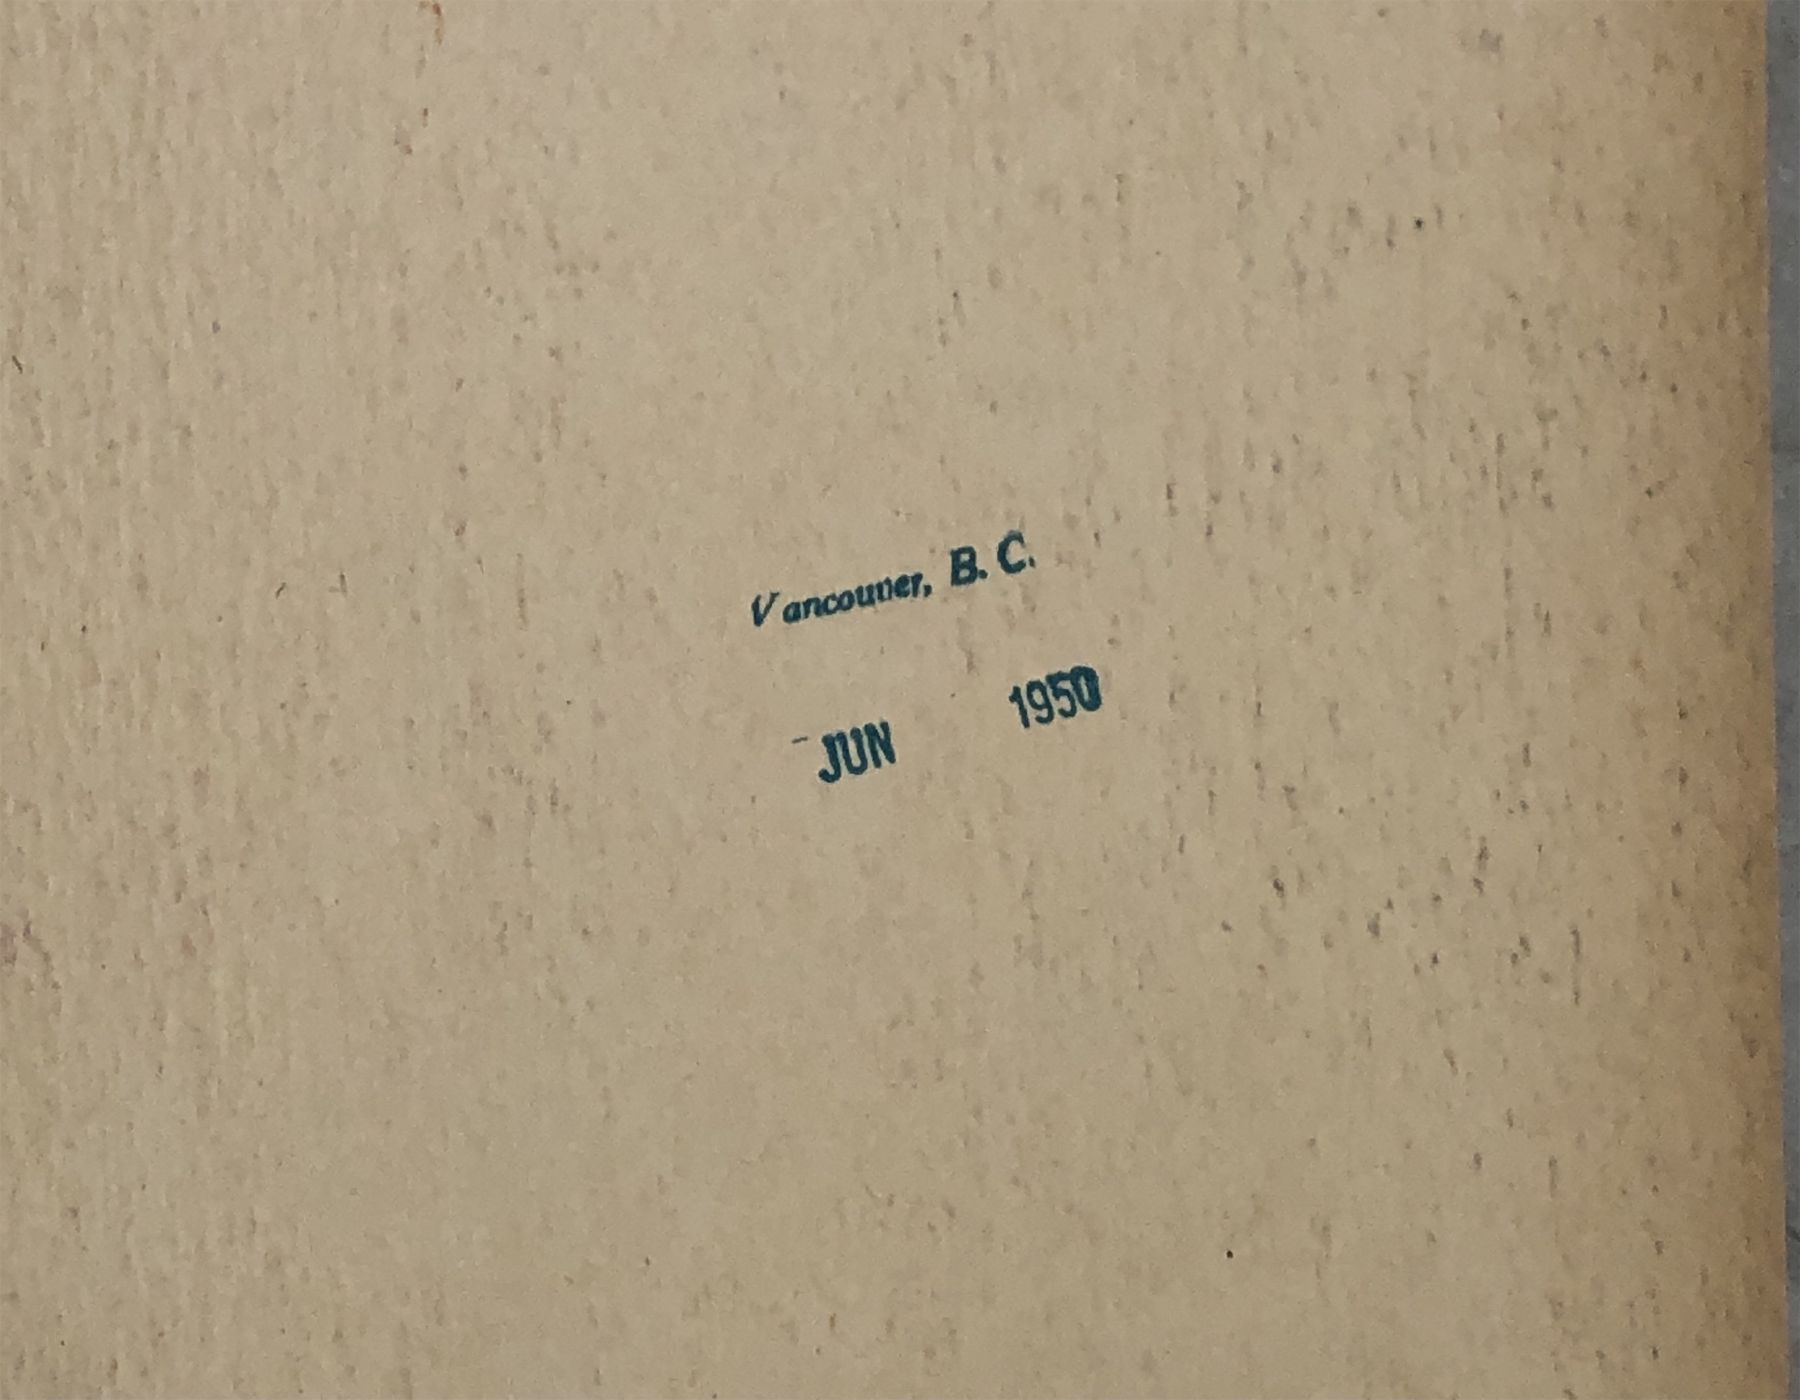 Vancouver, B. C.
JUN 1950